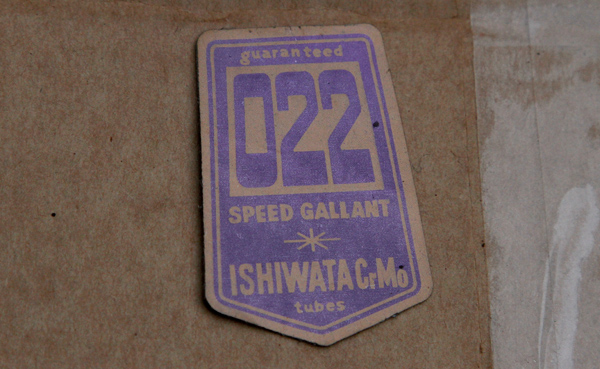 guaranteed
022
SPEED GALLANT
ISHIWATA CrMo
tubes